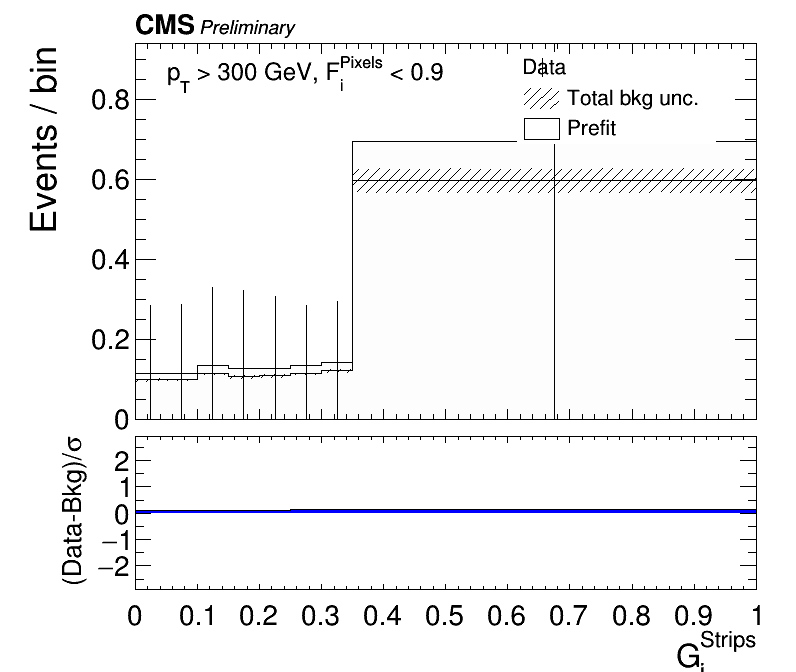 CMS Preliminary
p_T > 300 GeV, F_i^Pixels < 0.9
Data
Total bkg unc.
Prefit
Events / bin
0.8
0.6
0.4
0.2
0
(Data-Bkg)/σ
2
1
0
−1
−2
0 0.1 0.2 0.3 0.4 0.5 0.6 0.7 0.8 0.9 1
G_i^Strips